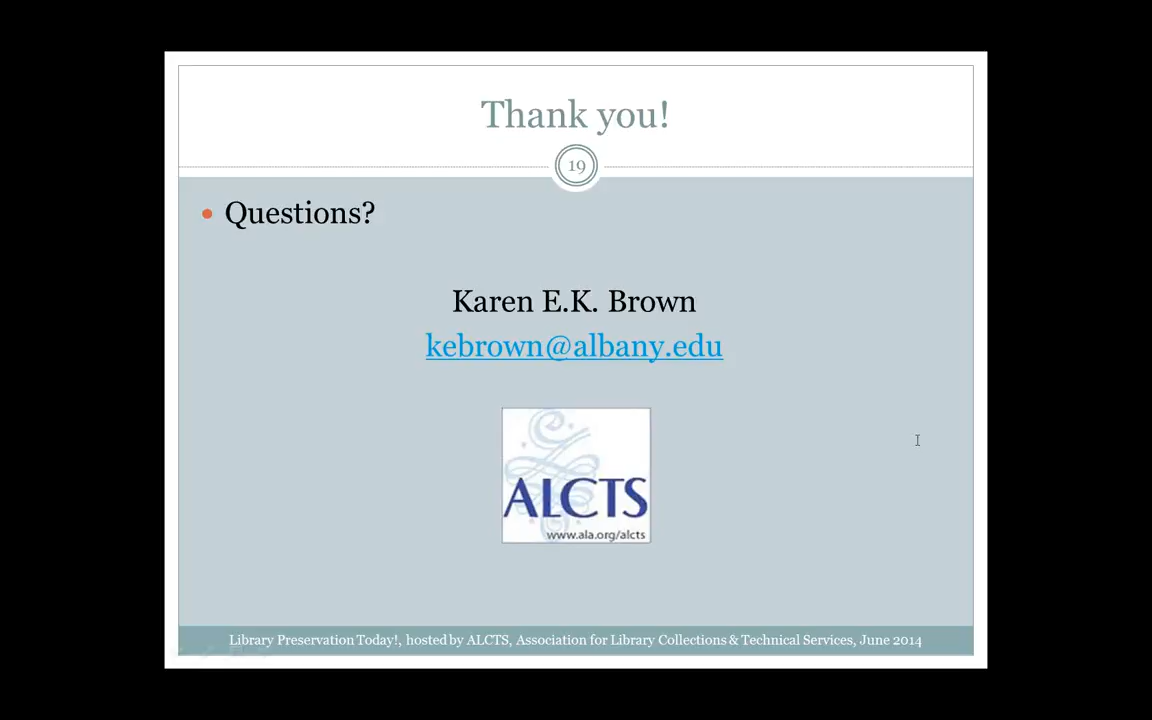 Thank you!
19
Questions?
Karen E.K. Brown
kebrown@albany.edu
ALCTS
www.ala.org/alcts
Library Preservation Today!, hosted by ALCTS, Association for Library Collections & Technical Services, June 2014